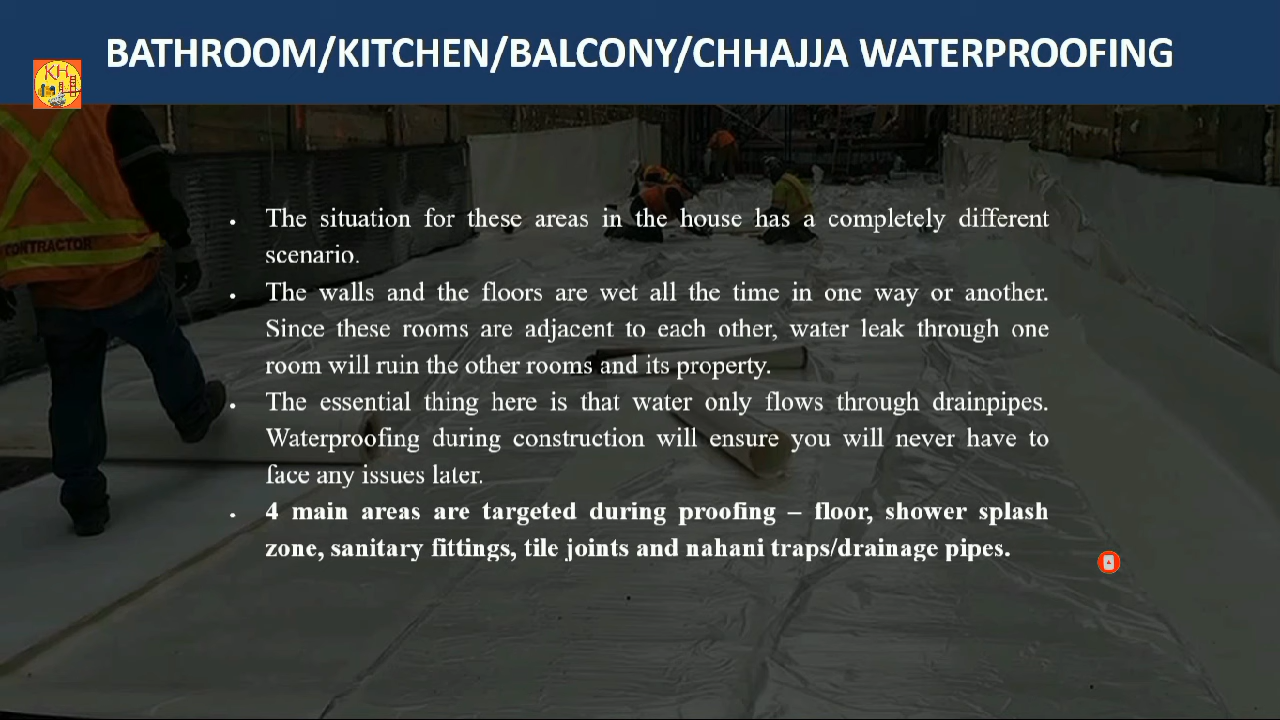 BATHROOM/KITCHEN/BALCONY/CHHAJJA WATERPROOFING
KH
CONTRACTOR
• The situation for these areas in the house has a completely different
scenario.
• The walls and the floors are wet all the time in one way or another.
Since these rooms are adjacent to each other, water leak through one
room will ruin the other rooms and its property.
• The essential thing here is that water only flows through drainpipes.
Waterproofing during construction will ensure you will never have to
face any issues later.
• 4 main areas are targeted during proofing – floor, shower splash
zone, sanitary fittings, tile joints and nahani traps/drainage pipes.